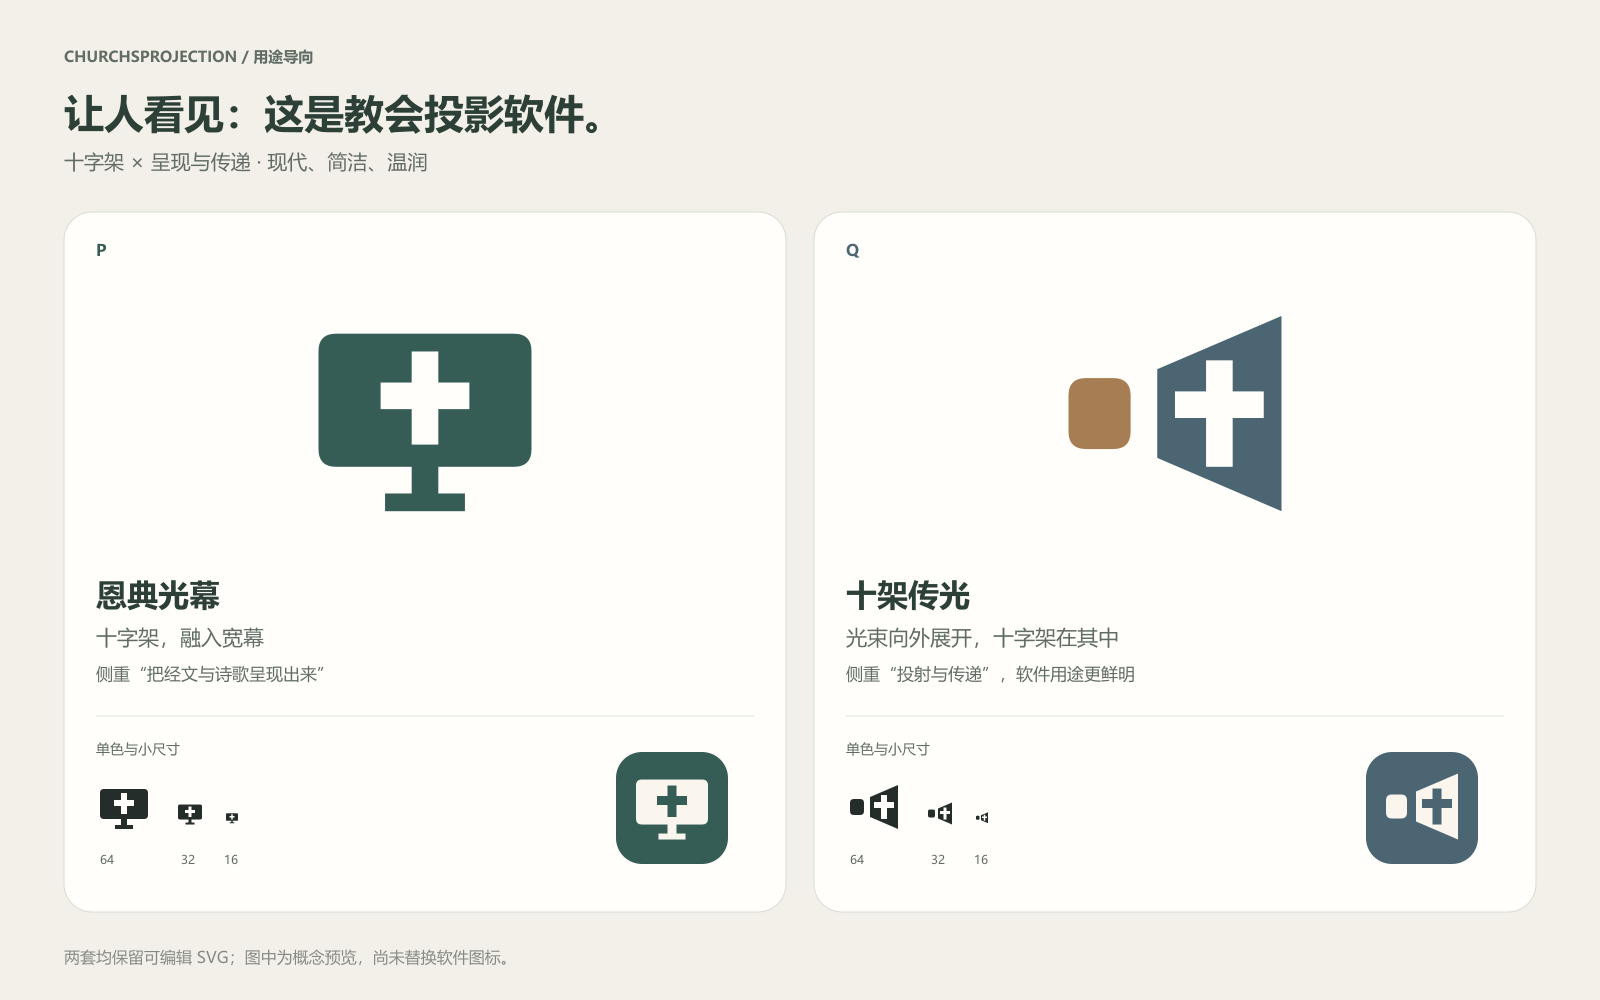 CHURCHSPROJECTION / 用途导向
让人看见：这是教会投影软件。
十字架 × 呈现与传递 · 现代、简洁、温润
P
恩典光幕
十字架，融入宽幕
侧重“把经文与诗歌呈现出来”
单色与小尺寸
64 32 16
Q
十架传光
光束向外展开，十字架在其中
侧重“投射与传递”，软件用途更鲜明
单色与小尺寸
64 32 16
两套均保留可编辑 SVG；图中为概念预览，尚未替换软件图标。